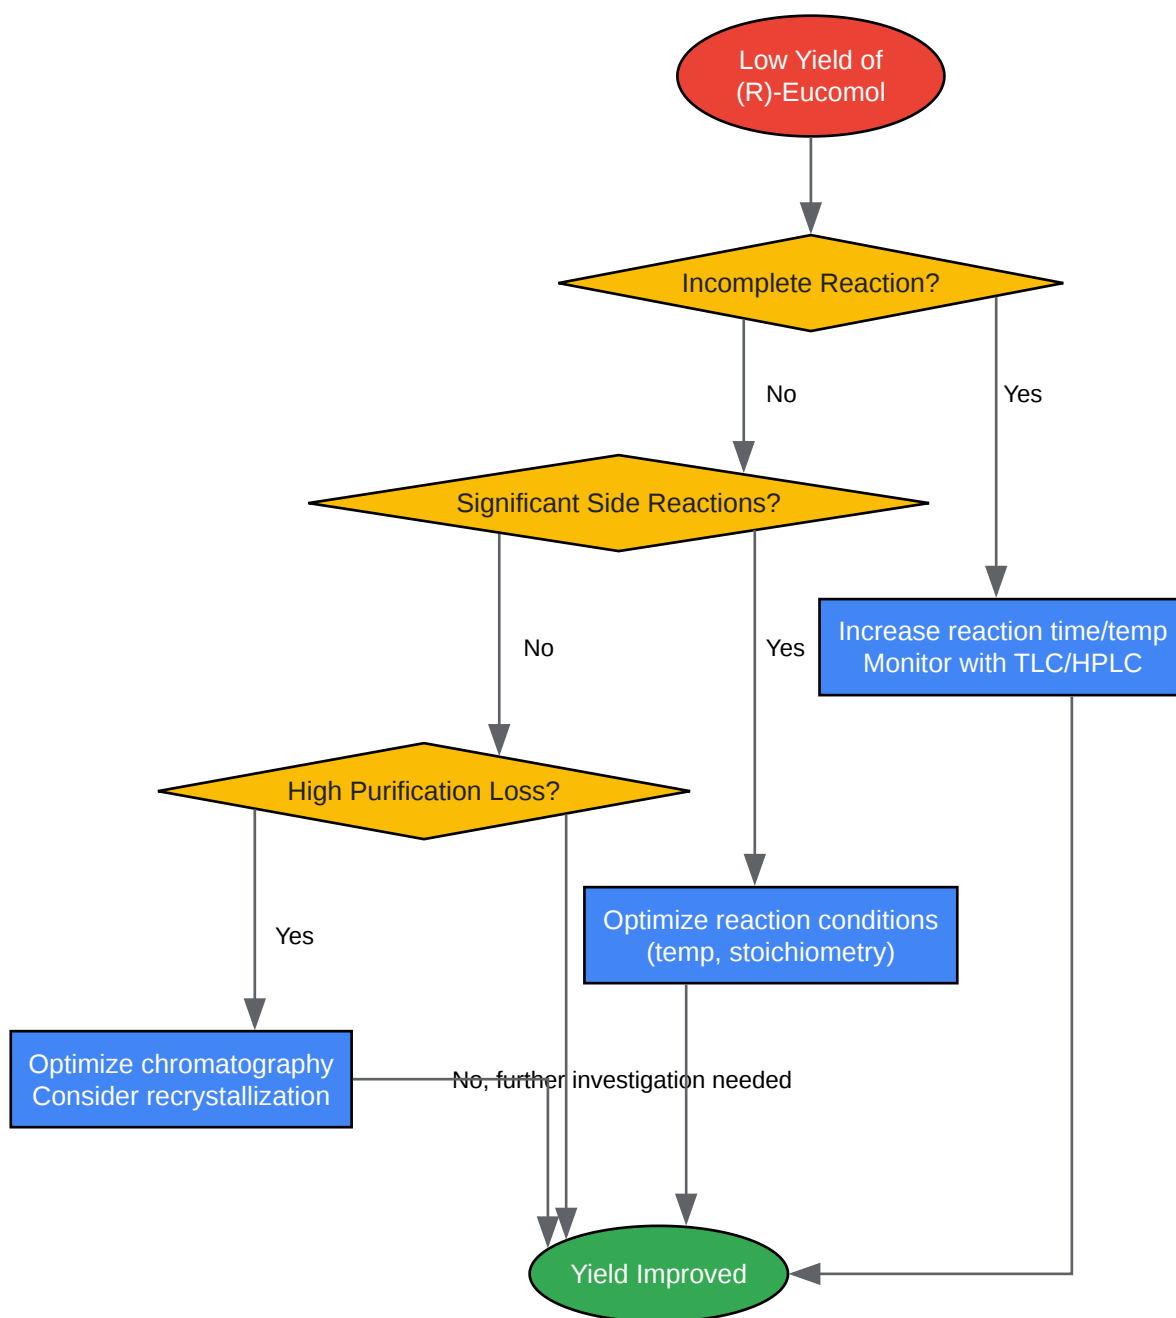 Low Yield of
(R)-Eucomol
Incomplete Reaction?
No
Yes
Significant Side Reactions?
Increase reaction time/temp
Monitor with TLC/HPLC
No
Yes
High Purification Loss?
Optimize reaction conditions
(temp, stoichiometry)
Yes
Optimize chromatography
Consider recrystallization
No, further investigation needed
Yield Improved